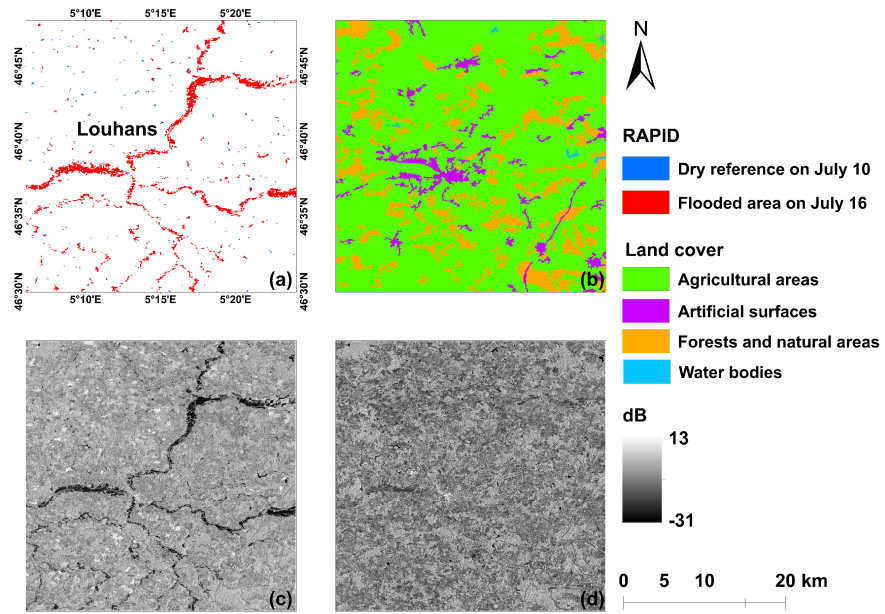 5°10'E 5°15'E 5°20'E
46°45'N
46°45'N
46°40'N
46°40'N
46°35'N
46°35'N
46°30'N
46°30'N
Louhans
(a)
5°10'E 5°15'E 5°20'E
(b)
(c)
(d)
N
RAPID
Dry reference on July 10
Flooded area on July 16
Land cover
Agricultural areas
Artificial surfaces
Forests and natural areas
Water bodies
dB
13
-31
0 5 10 20 km